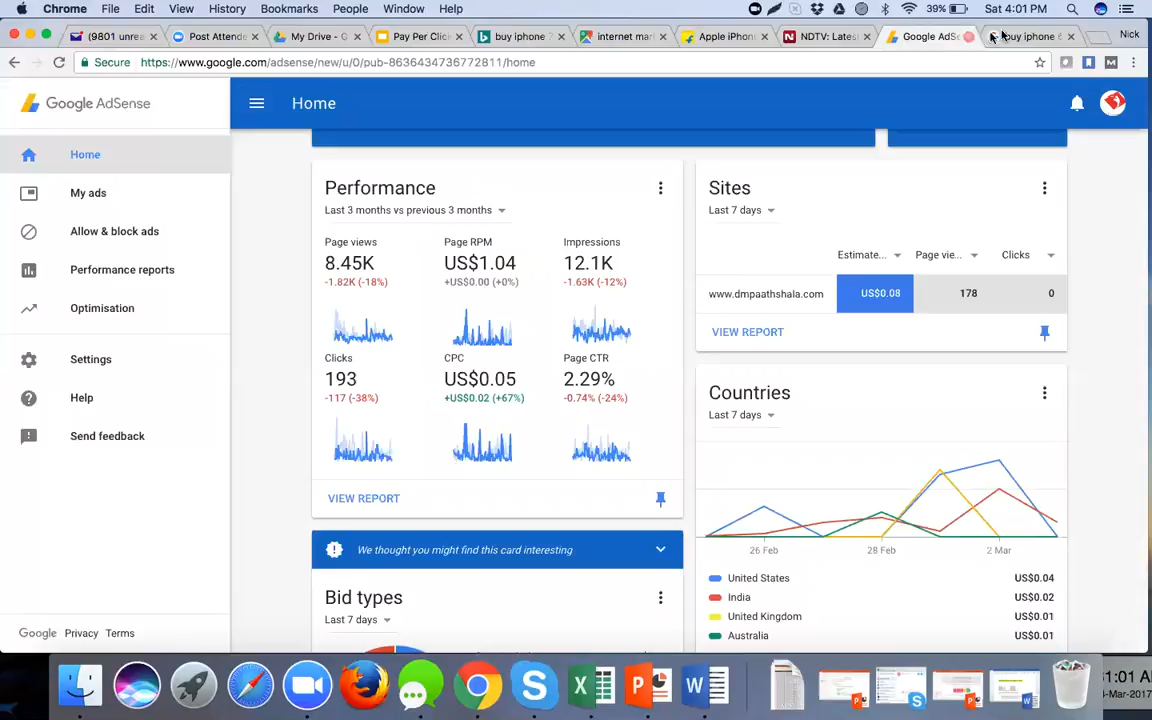 Chrome File Edit View History Bookmarks People Window Help 39% Sat 4:01 PM
(9801 unrea Post Attende My Drive - G Pay Per Click buy iphone 7 internet mar Apple iPhon NDTV: Lates Google AdS buy iphone 6 Nick
Secure https://www.google.com/adsense/new/u/0/pub-8636434736772811/home
Google AdSense Home
Home
My ads
Allow & block ads
Performance reports
Optimisation
Settings
Help
Send feedback
Google Privacy Terms
Performance
Last 3 months vs previous 3 months
Page views Page RPM Impressions
8.45K US$1.04 12.1K
-1.82K (-18%) +US$0.00 (+0%) -1.63K (-12%)
Clicks CPC Page CTR
193 US$0.05 2.29%
-117 (-38%) +US$0.02 (+67%) -0.74% (-24%)
VIEW REPORT
We thought you might find this card interesting
Bid types
Last 7 days
Sites
Last 7 days
Estimate... Page vie... Clicks
www.dmpaathshala.com US$0.08 178 0
VIEW REPORT
Countries
Last 7 days
26 Feb 28 Feb 2 Mar
United States US$0.04
India US$0.02
United Kingdom US$0.01
Australia US$0.01